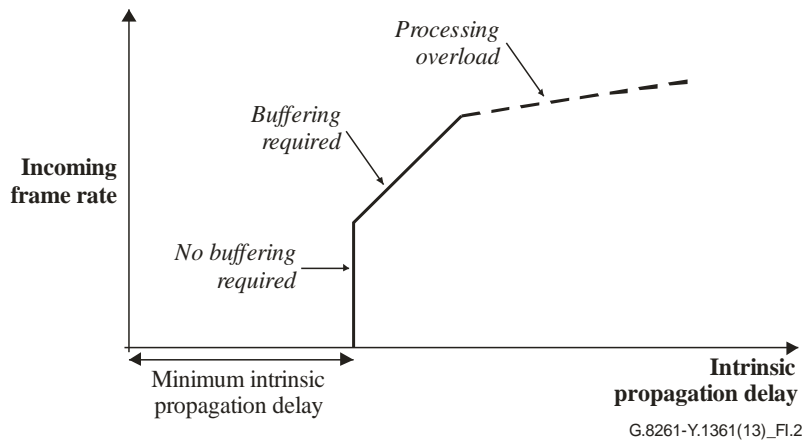 Processing
overload
Buffering
required
Incoming
frame rate
No buffering
required
Minimum intrinsic
propagation delay
Intrinsic
propagation delay
G.8261-Y.1361(13)_FI.2